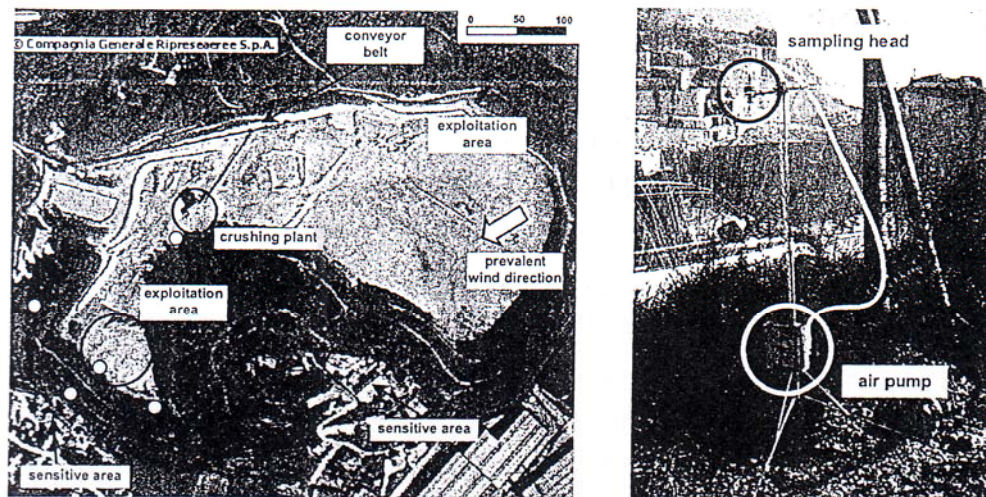 0 50 100
© Compagnia Generale Ripreseaeree S.p.A.
conveyor
belt
exploitation
area
crushing plant
prevalent
wind direction
exploitation
area
sensitive area
sensitive area
sampling head
air pump